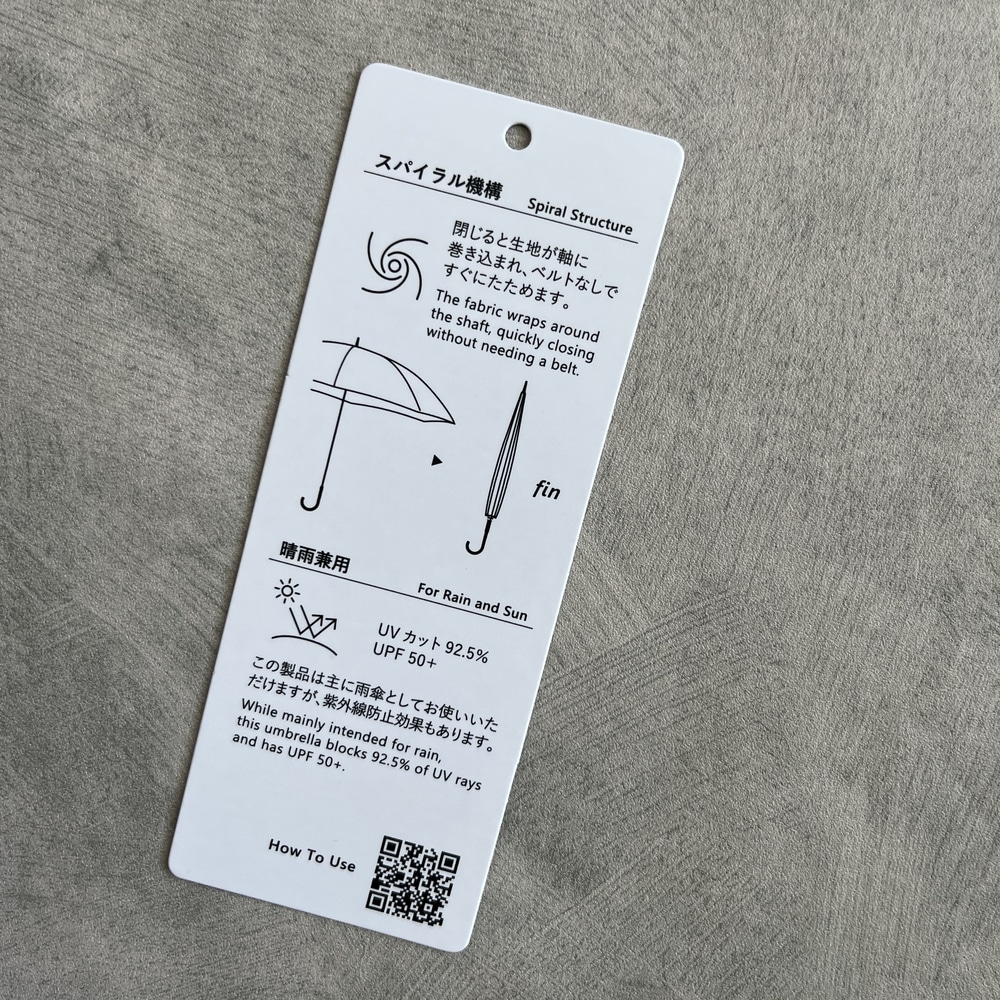 スパイラル機構
Spiral Structure
閉じると生地が軸に
巻き込まれ、ベルトなしで
すぐにたためます。
The fabric wraps around
the shaft, quickly closing
without needing a belt.
fin
晴雨兼用
For Rain and Sun
UV カット 92.5%
UPF 50+
この製品は主に雨傘としてお使いいた
だけますが、紫外線防止効果もあります。
While mainly intended for rain,
this umbrella blocks 92.5% of UV rays
and has UPF 50+.
How To Use